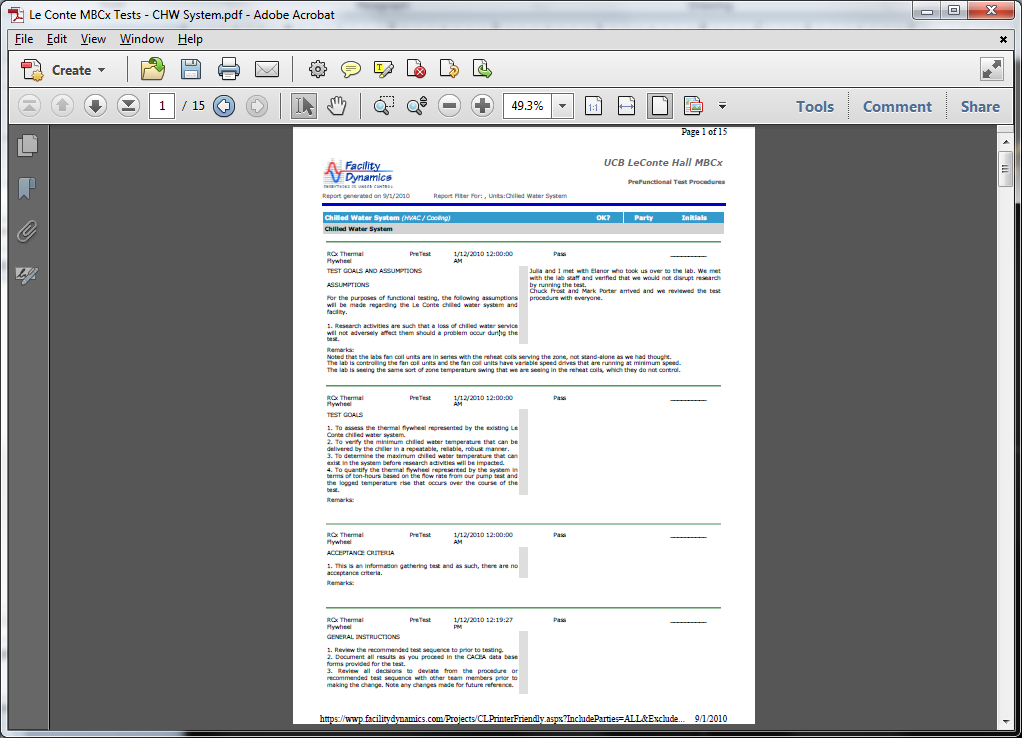 Le Conte MBCx Tests - CHW System.pdf - Adobe Acrobat
File Edit View Window Help
Create
1 / 15 49.3% Tools Comment Share
Page 1 of 15
Facility Dynamics
UCB LeConte Hall MBCx
PreFunctional Test Procedures
Report generated on 9/1/2010 Report Filter For: , Units:Chilled Water System
Chilled Water System (HVAC / Cooling) OK? Party Initials
Chilled Water System
RCx Thermal PreTest 1/12/2010 12:00:00 Pass
Flywheel AM
TEST GOALS AND ASSUMPTIONS
ASSUMPTIONS
For the purposes of functional testing, the following assumptions
will be made regarding the Le Conte chilled water system and
facility.
1. Research activities are such that a loss of chilled water service
will not adversely affect them should a problem occur during the
test.
Julia and I met with Elanor who took us over to the lab. We met
with the lab staff and verified that we would not disrupt research
by running the test.
Chuck Frost and Mark Porter arrived and we reviewed the test
procedure with everyone.
Remarks:
Noted that the labs fan coil units are in series with the reheat coils serving the zone, not stand-alone as we had thought.
The lab is controlling the fan coil units and the fan coil units have variable speed drives that are running at minimum speed.
The lab is seeing the same sort of zone temperature swing that we are seeing in the reheat coils, which they do not control.
RCx Thermal PreTest 1/12/2010 12:00:00 Pass
Flywheel AM
TEST GOALS
1. To assess the thermal flywheel represented by the existing Le
Conte chilled water system.
2. To verify the minimum chilled water temperature that can be
delivered by the chiller in a repeatable, reliable, robust manner.
3. To determine the maximum chilled water temperature that can
exist in the system before research activities will be impacted.
4. To quantify the thermal flywheel represented by the system in
terms of ton-hours based on the flow rate from our pump test and
the logged temperature rise that occurs over the course of the
test.
Remarks:
RCx Thermal PreTest 1/12/2010 12:00:00 Pass
Flywheel AM
ACCEPTANCE CRITERIA
1. This is an information gathering test and as such, there are no
acceptance criteria.
Remarks:
RCx Thermal PreTest 1/12/2010 12:19:27 Pass
Flywheel PM
GENERAL INSTRUCTIONS
1. Review the recommended test sequence to prior to testing.
2. Document all results as you proceed in the CACEA data base
forms provided for the test.
3. Review all decisions to deviate from the procedure or
recommended test sequence with other team members prior to
making the change. Note any changes made for future reference.
https://wwp.facilitydynamics.com/Projects/CLPrinterFriendly.aspx?IncludeParties=ALL&Exclude... 9/1/2010